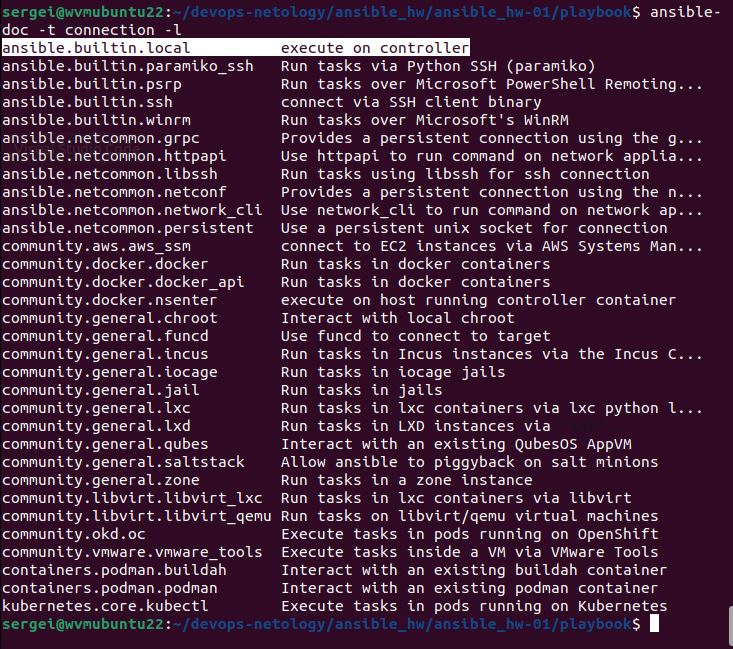 sergei@wvmubuntu22:~/devops-netology/ansible_hw/ansible_hw-01/playbook$ ansible-
doc -t connection -l
ansible.builtin.local          execute on controller
ansible.builtin.paramiko_ssh   Run tasks via Python SSH (paramiko)
ansible.builtin.psrp           Run tasks over Microsoft PowerShell Remoting...
ansible.builtin.ssh            connect via SSH client binary
ansible.builtin.winrm          Run tasks over Microsoft's WinRM
ansible.netcommon.grpc         Provides a persistent connection using the g...
ansible.netcommon.httpapi      Use httpapi to run command on network applia...
ansible.netcommon.libssh       Run tasks using libssh for ssh connection
ansible.netcommon.netconf      Provides a persistent connection using the n...
ansible.netcommon.network_cli  Use network_cli to run command on network ap...
ansible.netcommon.persistent   Use a persistent unix socket for connection
community.aws.aws_ssm          connect to EC2 instances via AWS Systems Man...
community.docker.docker        Run tasks in docker containers
community.docker.docker_api    Run tasks in docker containers
community.docker.nsenter       execute on host running controller container
community.general.chroot       Interact with local chroot
community.general.funcd        Use funcd to connect to target
community.general.incus        Run tasks in Incus instances via the Incus C...
community.general.iocage       Run tasks in iocage jails
community.general.jail         Run tasks in jails
community.general.lxc          Run tasks in lxc containers via lxc python l...
community.general.lxd          Run tasks in LXD instances via
community.general.qubes        Interact with an existing QubesOS AppVM
community.general.saltstack    Allow ansible to piggyback on salt minions
community.general.zone         Run tasks in a zone instance
community.libvirt.libvirt_lxc  Run tasks in lxc containers via libvirt
community.libvirt.libvirt_qemu Run tasks on libvirt/qemu virtual machines
community.okd.oc               Execute tasks in pods running on OpenShift
community.vmware.vmware_tools  Execute tasks inside a VM via VMware Tools
containers.podman.buildah      Interact with an existing buildah container
containers.podman.podman       Interact with an existing podman container
kubernetes.core.kubectl        Execute tasks in pods running on Kubernetes
sergei@wvmubuntu22:~/devops-netology/ansible_hw/ansible_hw-01/playbook$